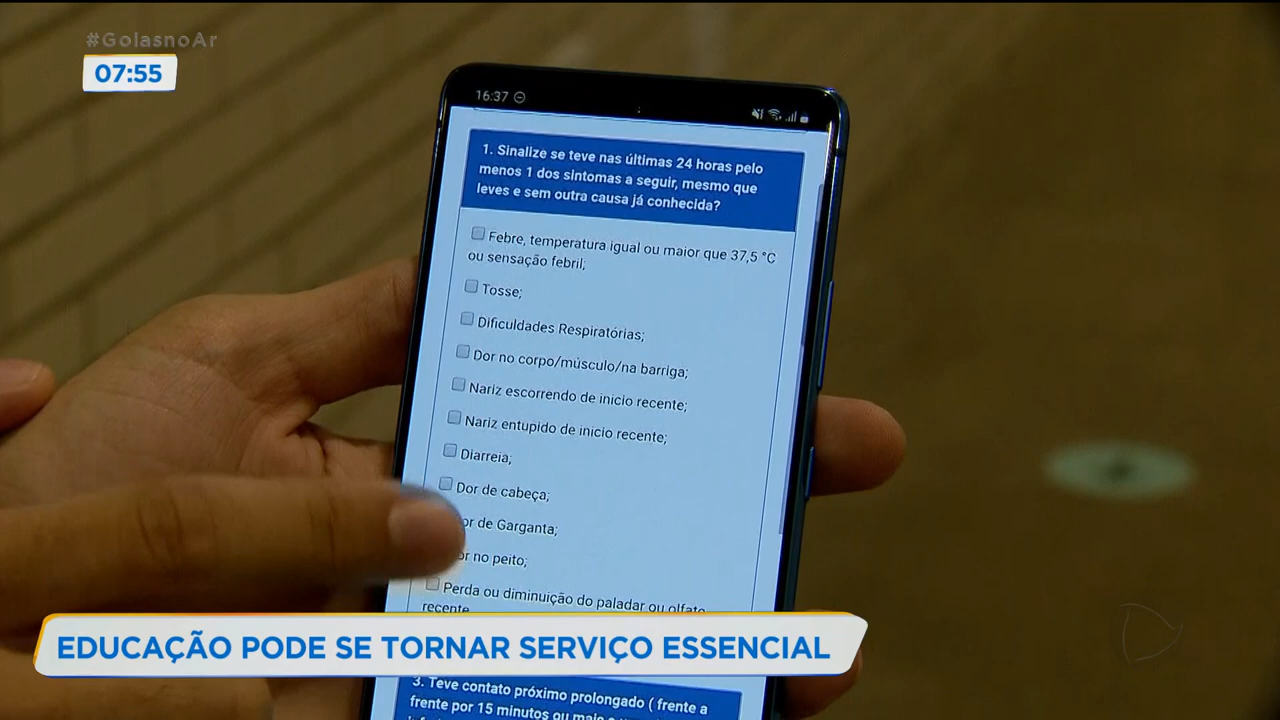 #GoiasnoAr
07:55
16:37
1. Sinalize se teve nas últimas 24 horas pelo
menos 1 dos sintomas a seguir, mesmo que
leves e sem outra causa já conhecida?
Febre, temperatura igual ou maior que 37,5 °C
ou sensação febril;
Tosse;
Dificuldades Respiratórias;
Dor no corpo/músculo/na barriga;
Nariz escorrendo de inicio recente;
Nariz entupido de inicio recente;
Diarreia;
Dor de cabeça;
or de Garganta;
or no peito;
Perda ou diminuição do paladar ou olfato
recente
EDUCAÇÃO PODE SE TORNAR SERVIÇO ESSENCIAL
3. Teve contato próximo prolongado ( frente a
frente por 15 minutos ou mais